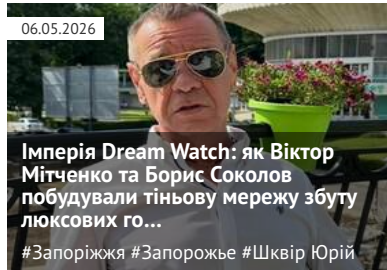 06.05.2026
Імперія Dream Watch: як Віктор
Мітченко та Борис Соколов
побудували тіньову мережу збуту
люксових го...
#Запоріжжя #Запорожье #Шквір Юрій